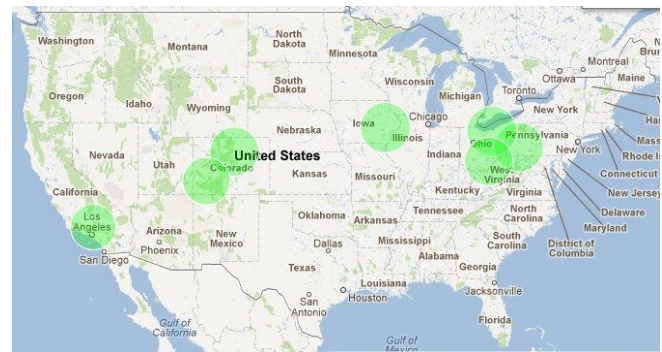 Washington
Montana
North
Dakota
Minnesota
Ottawa
Montreal
Maine
Oregon
Idaho
Wyoming
South
Dakota
Wisconsin
Michigan
Toronto
New York
Nevada
Utah
Colorado
United States
Nebraska
Iowa
Chicago
Illinois
Indiana
Ohio
Pennsylvania
New York
Rhode I
Connecticut
New Jersey
Delaware
Maryland
District of
Columbia
California
Los
Angeles
San Diego
Arizona
Phoenix
New
Mexico
Kansas
Missouri
Kentucky
West
Virginia
Virginia
Oklahoma
Arkansas
Tennessee
North
Carolina
South
Carolina
Dallas
Mississippi
Alabama
Georgia
Texas
Louisiana
Jacksonville
San
Antonio
Houston
Florida
Gulf of
California
Gulf of